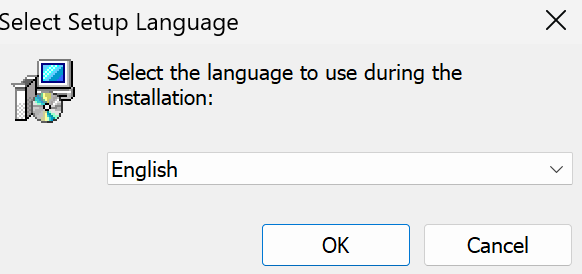 Select Setup Language
Select the language to use during the
installation:
English
OK
Cancel